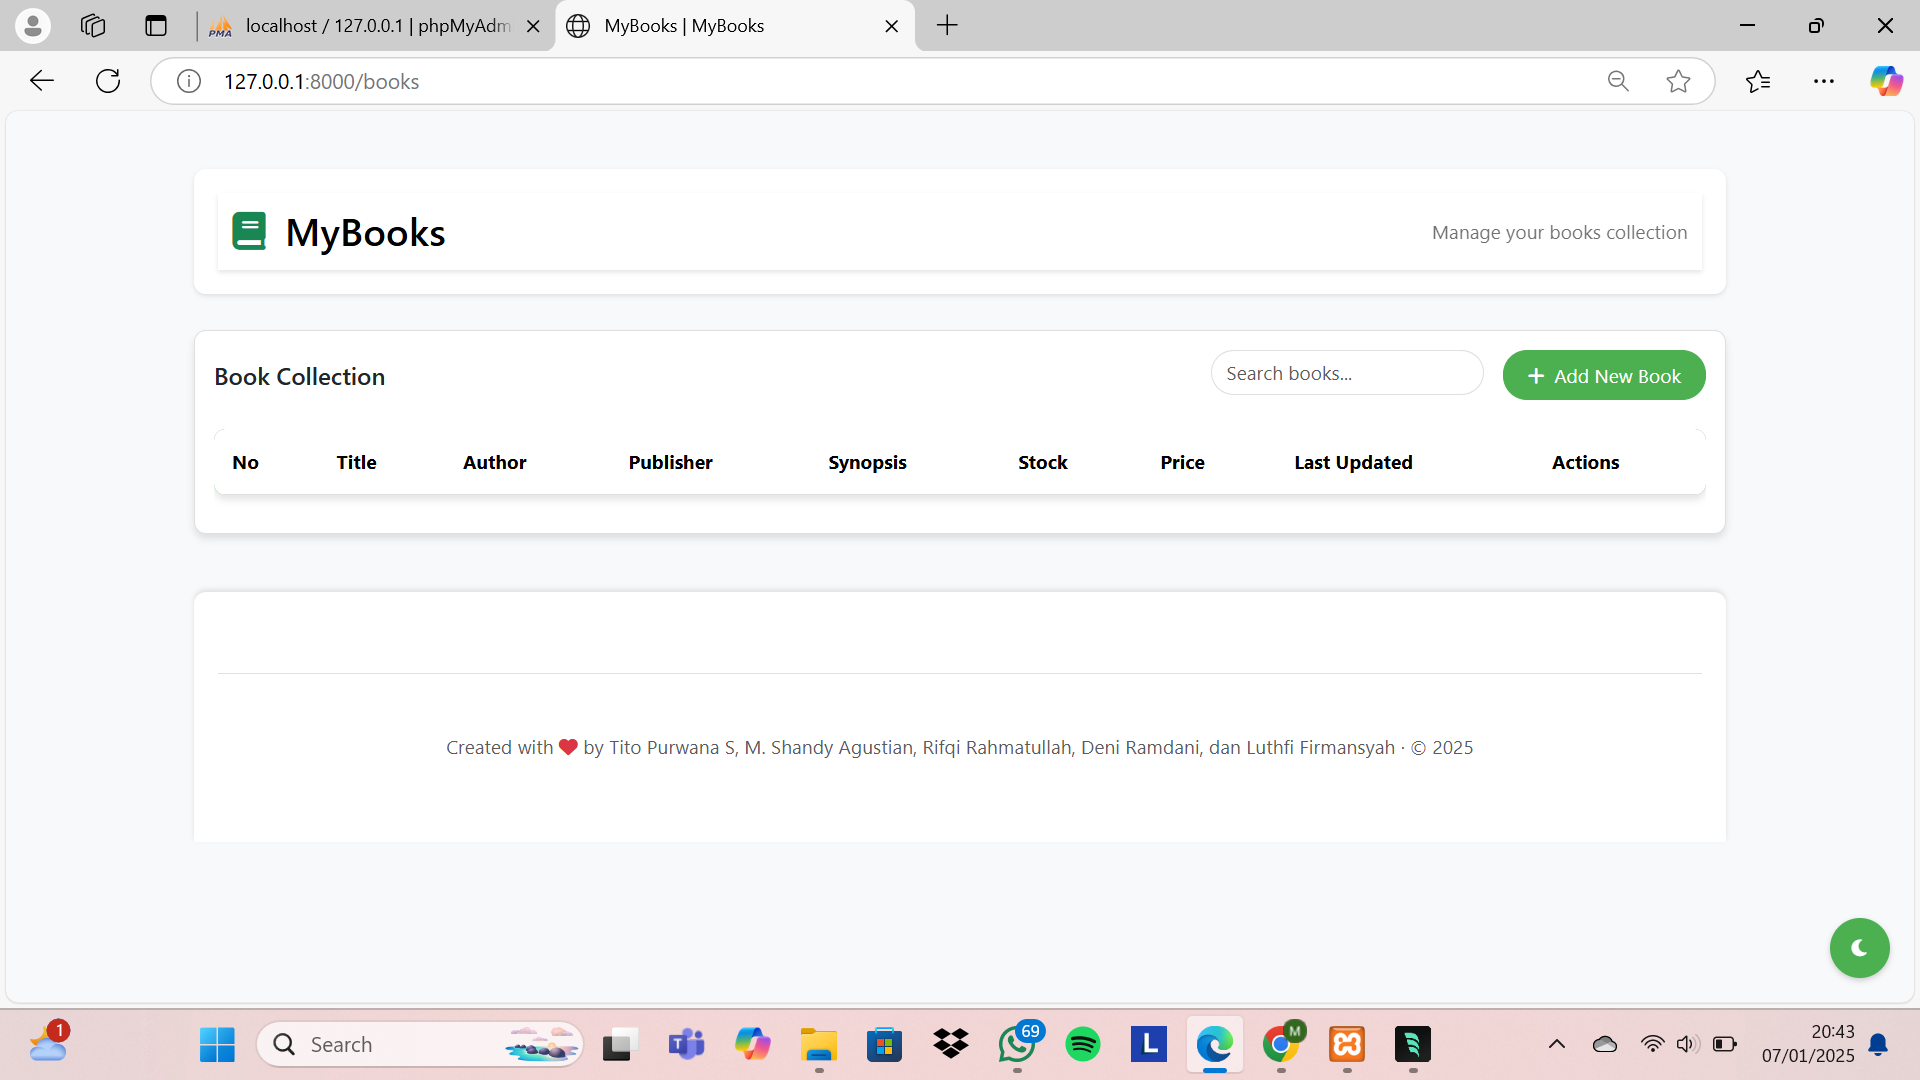 localhost / 127.0.0.1 | phpMyAdm
MyBooks | MyBooks
127.0.0.1:8000/books
MyBooks
Manage your books collection
Book Collection
Search books...
+ Add New Book
No Title Author Publisher Synopsis Stock Price Last Updated Actions
Created with ❤ by Tito Purwana S, M. Shandy Agustian, Rifqi Rahmatullah, Deni Ramdani, dan Luthfi Firmansyah · © 2025
1
Search
69
M
20:43
07/01/2025
PMA
T
L